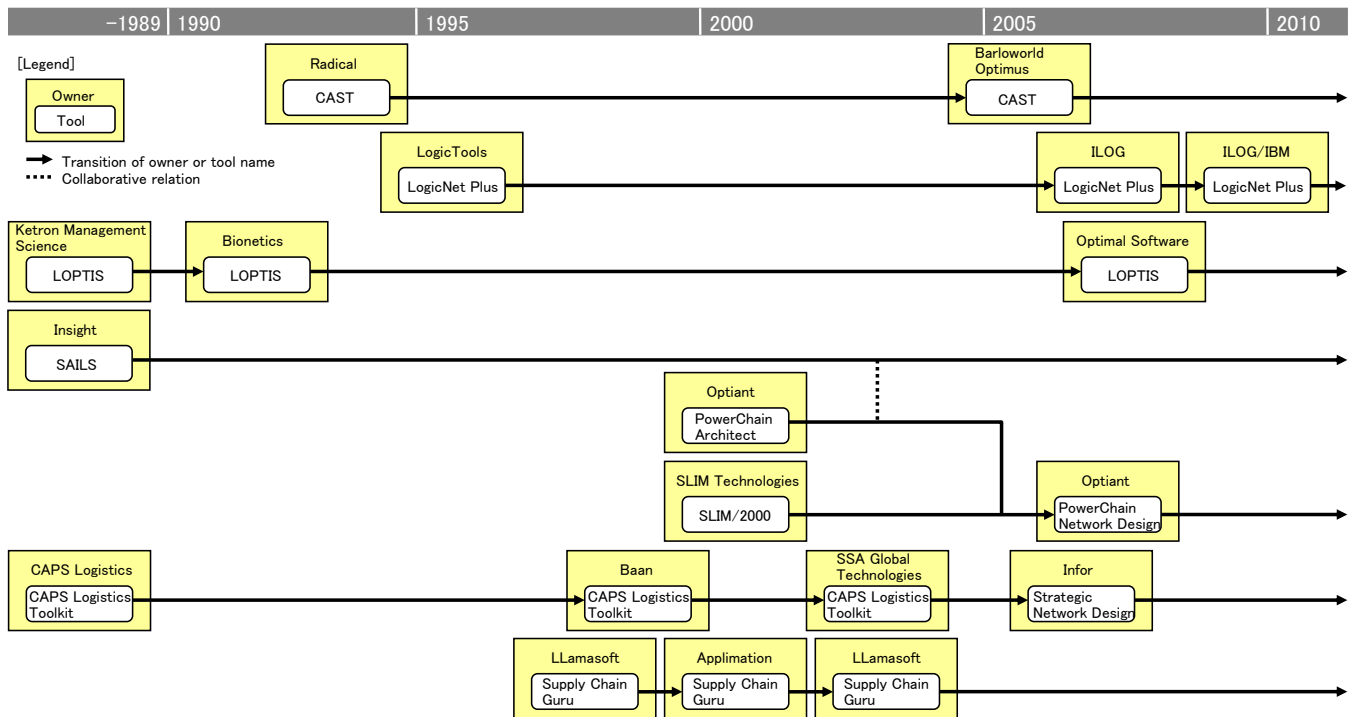 -1989 1990 1995 2000 2005 2010
[Legend]
Owner
Tool
Transition of owner or tool name
Collaborative relation
Radical
CAST
Barloworld
Optimus
CAST
LogicTools
LogicNet Plus
ILOG
LogicNet Plus
ILOG/IBM
LogicNet Plus
Ketron Management
Science
LOPTIS
Bionetics
LOPTIS
Optimal Software
LOPTIS
Insight
SAILS
Optiant
PowerChain
Architect
SLIM Technologies
SLIM/2000
Optiant
PowerChain
Network Design
CAPS Logistics
CAPS Logistics
Toolkit
Baan
CAPS Logistics
Toolkit
SSA Global
Technologies
CAPS Logistics
Toolkit
Infor
Strategic
Network Design
LLamasoft
Supply Chain
Guru
Applimation
Supply Chain
Guru
LLamasoft
Supply Chain
Guru